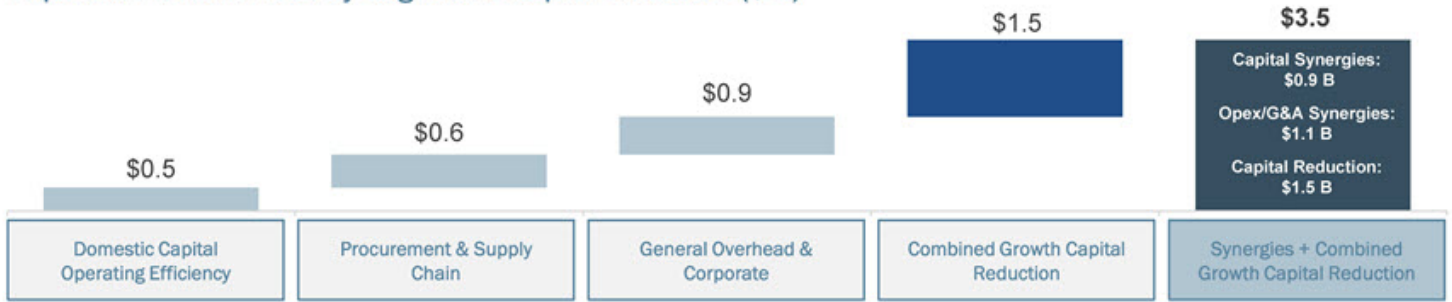 $0.5
$0.6
$0.9
$1.5
$3.5
Capital Synergies:
$0.9 B
Opex/G&A Synergies:
$1.1 B
Capital Reduction:
$1.5 B
Domestic Capital
Operating Efficiency
Procurement & Supply
Chain
General Overhead &
Corporate
Combined Growth Capital
Reduction
Synergies + Combined
Growth Capital Reduction